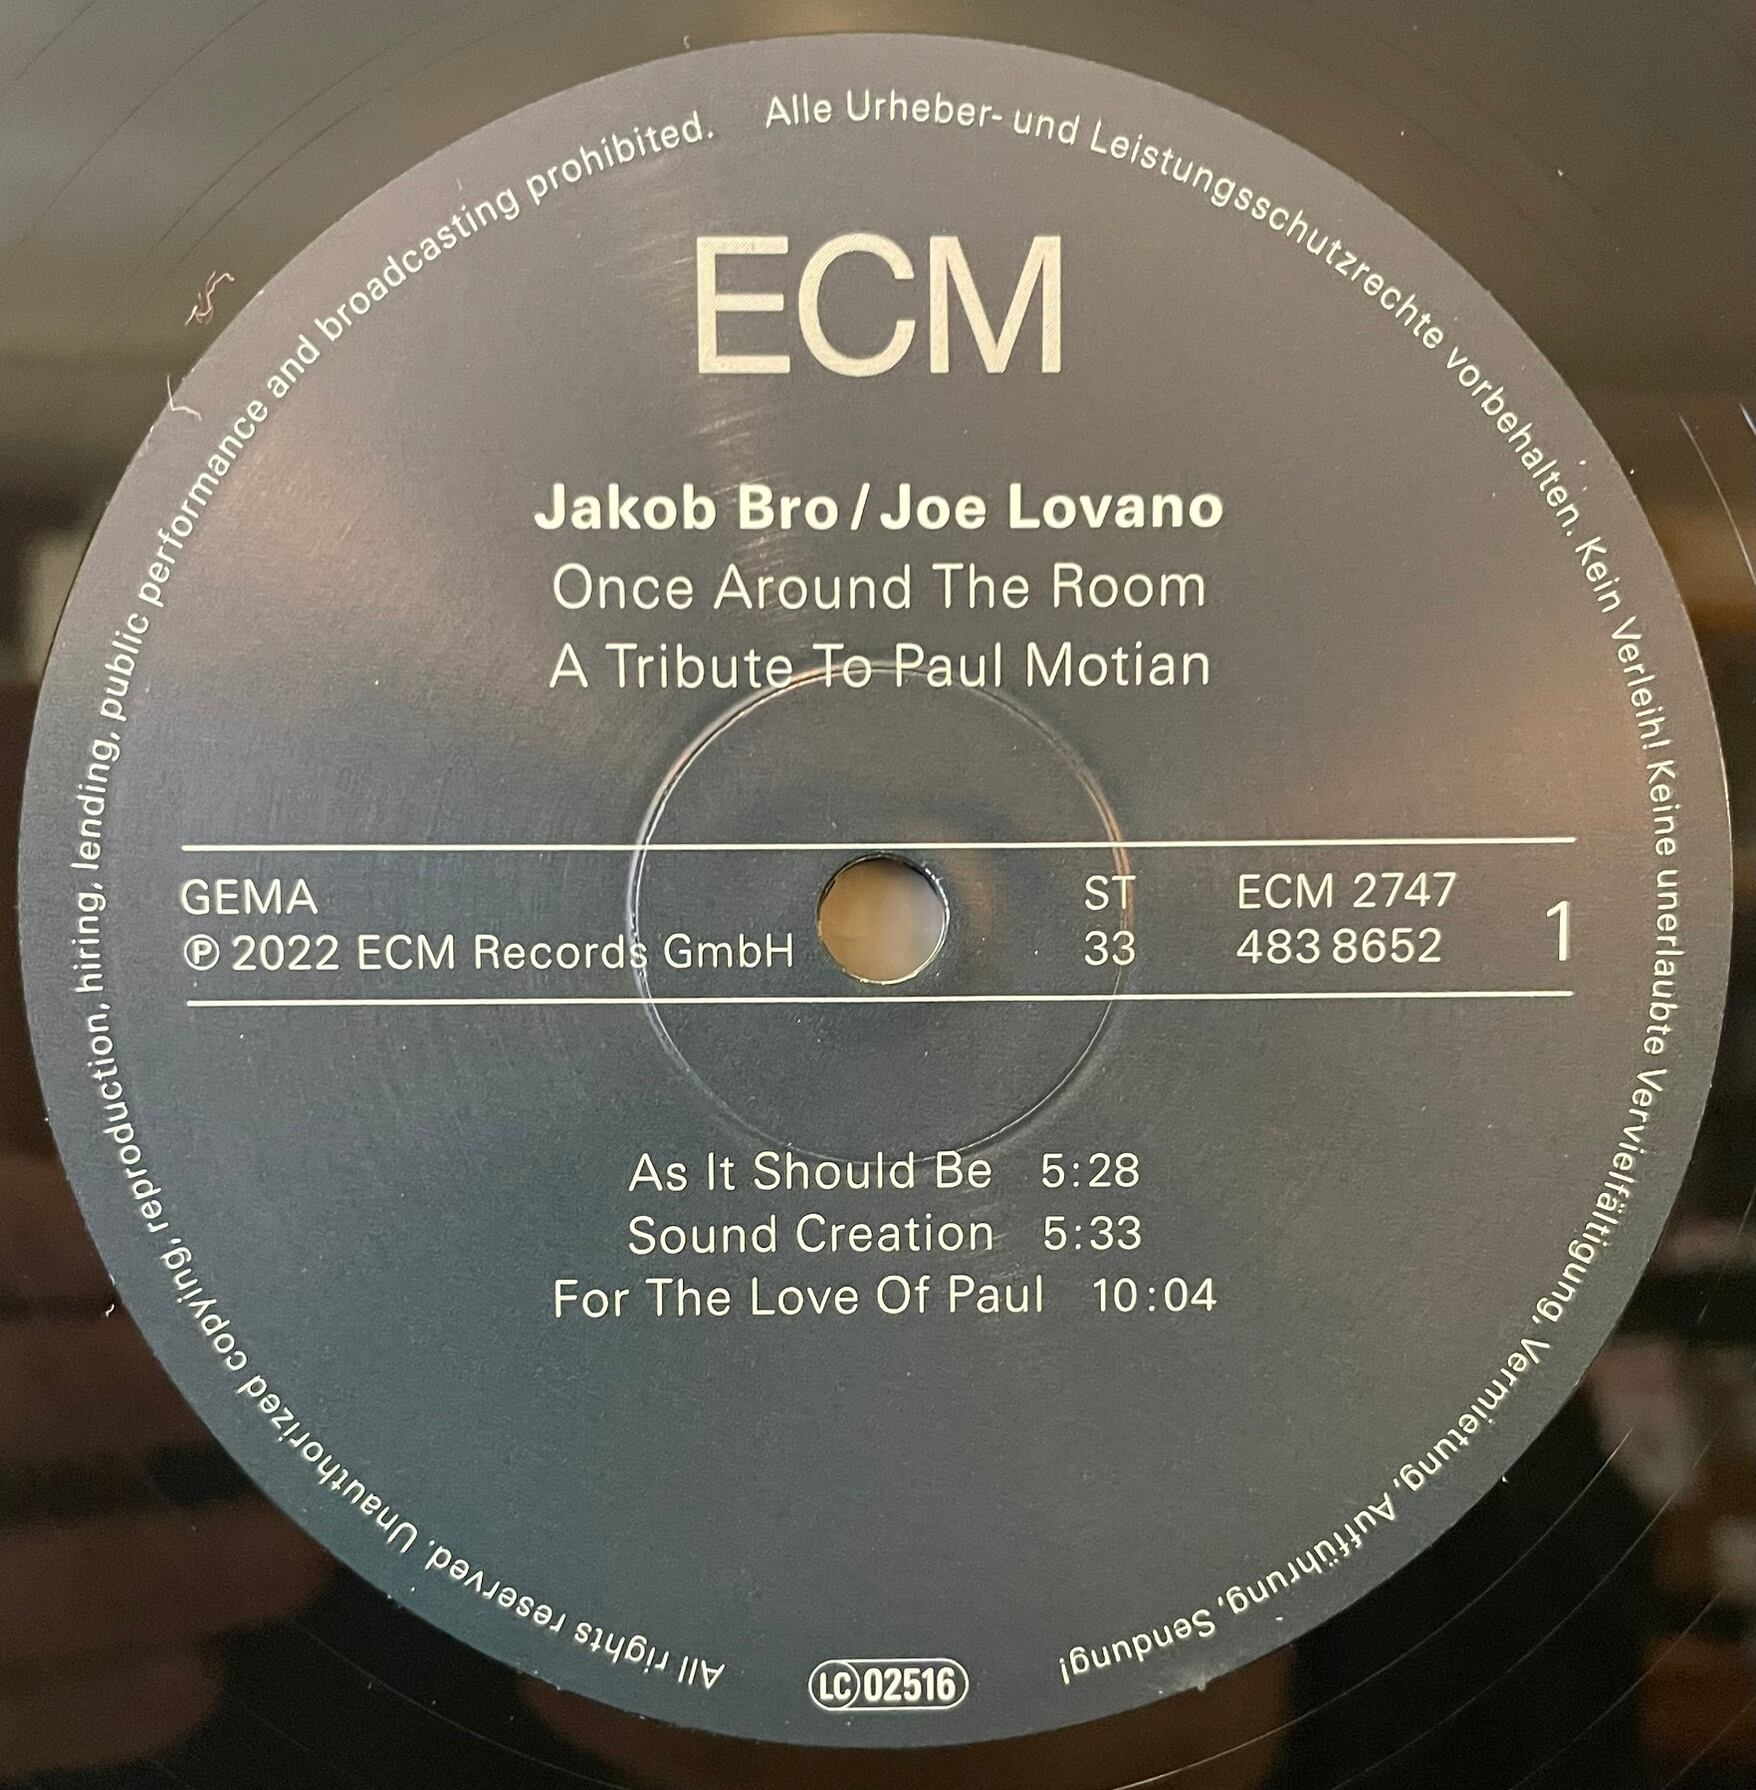 ECM
Jakob Bro / Joe Lovano
Once Around The Room
A Tribute To Paul Motian
GEMA
℗ 2022 ECM Records GmbH
ST
33
ECM 2747
483 8652
1
As It Should Be 5:28
Sound Creation 5:33
For The Love Of Paul 10:04
Alle Urheber- und Leistungsschutzrechte vorbehalten. Kein Verleih! Keine unerlaubte Vervielfältigung, Vermietung, Aufführung, Sendung!
LC 02516
All rights reserved. Unauthorized copying, reproduction, hiring, lending, public performance and broadcasting prohibited.